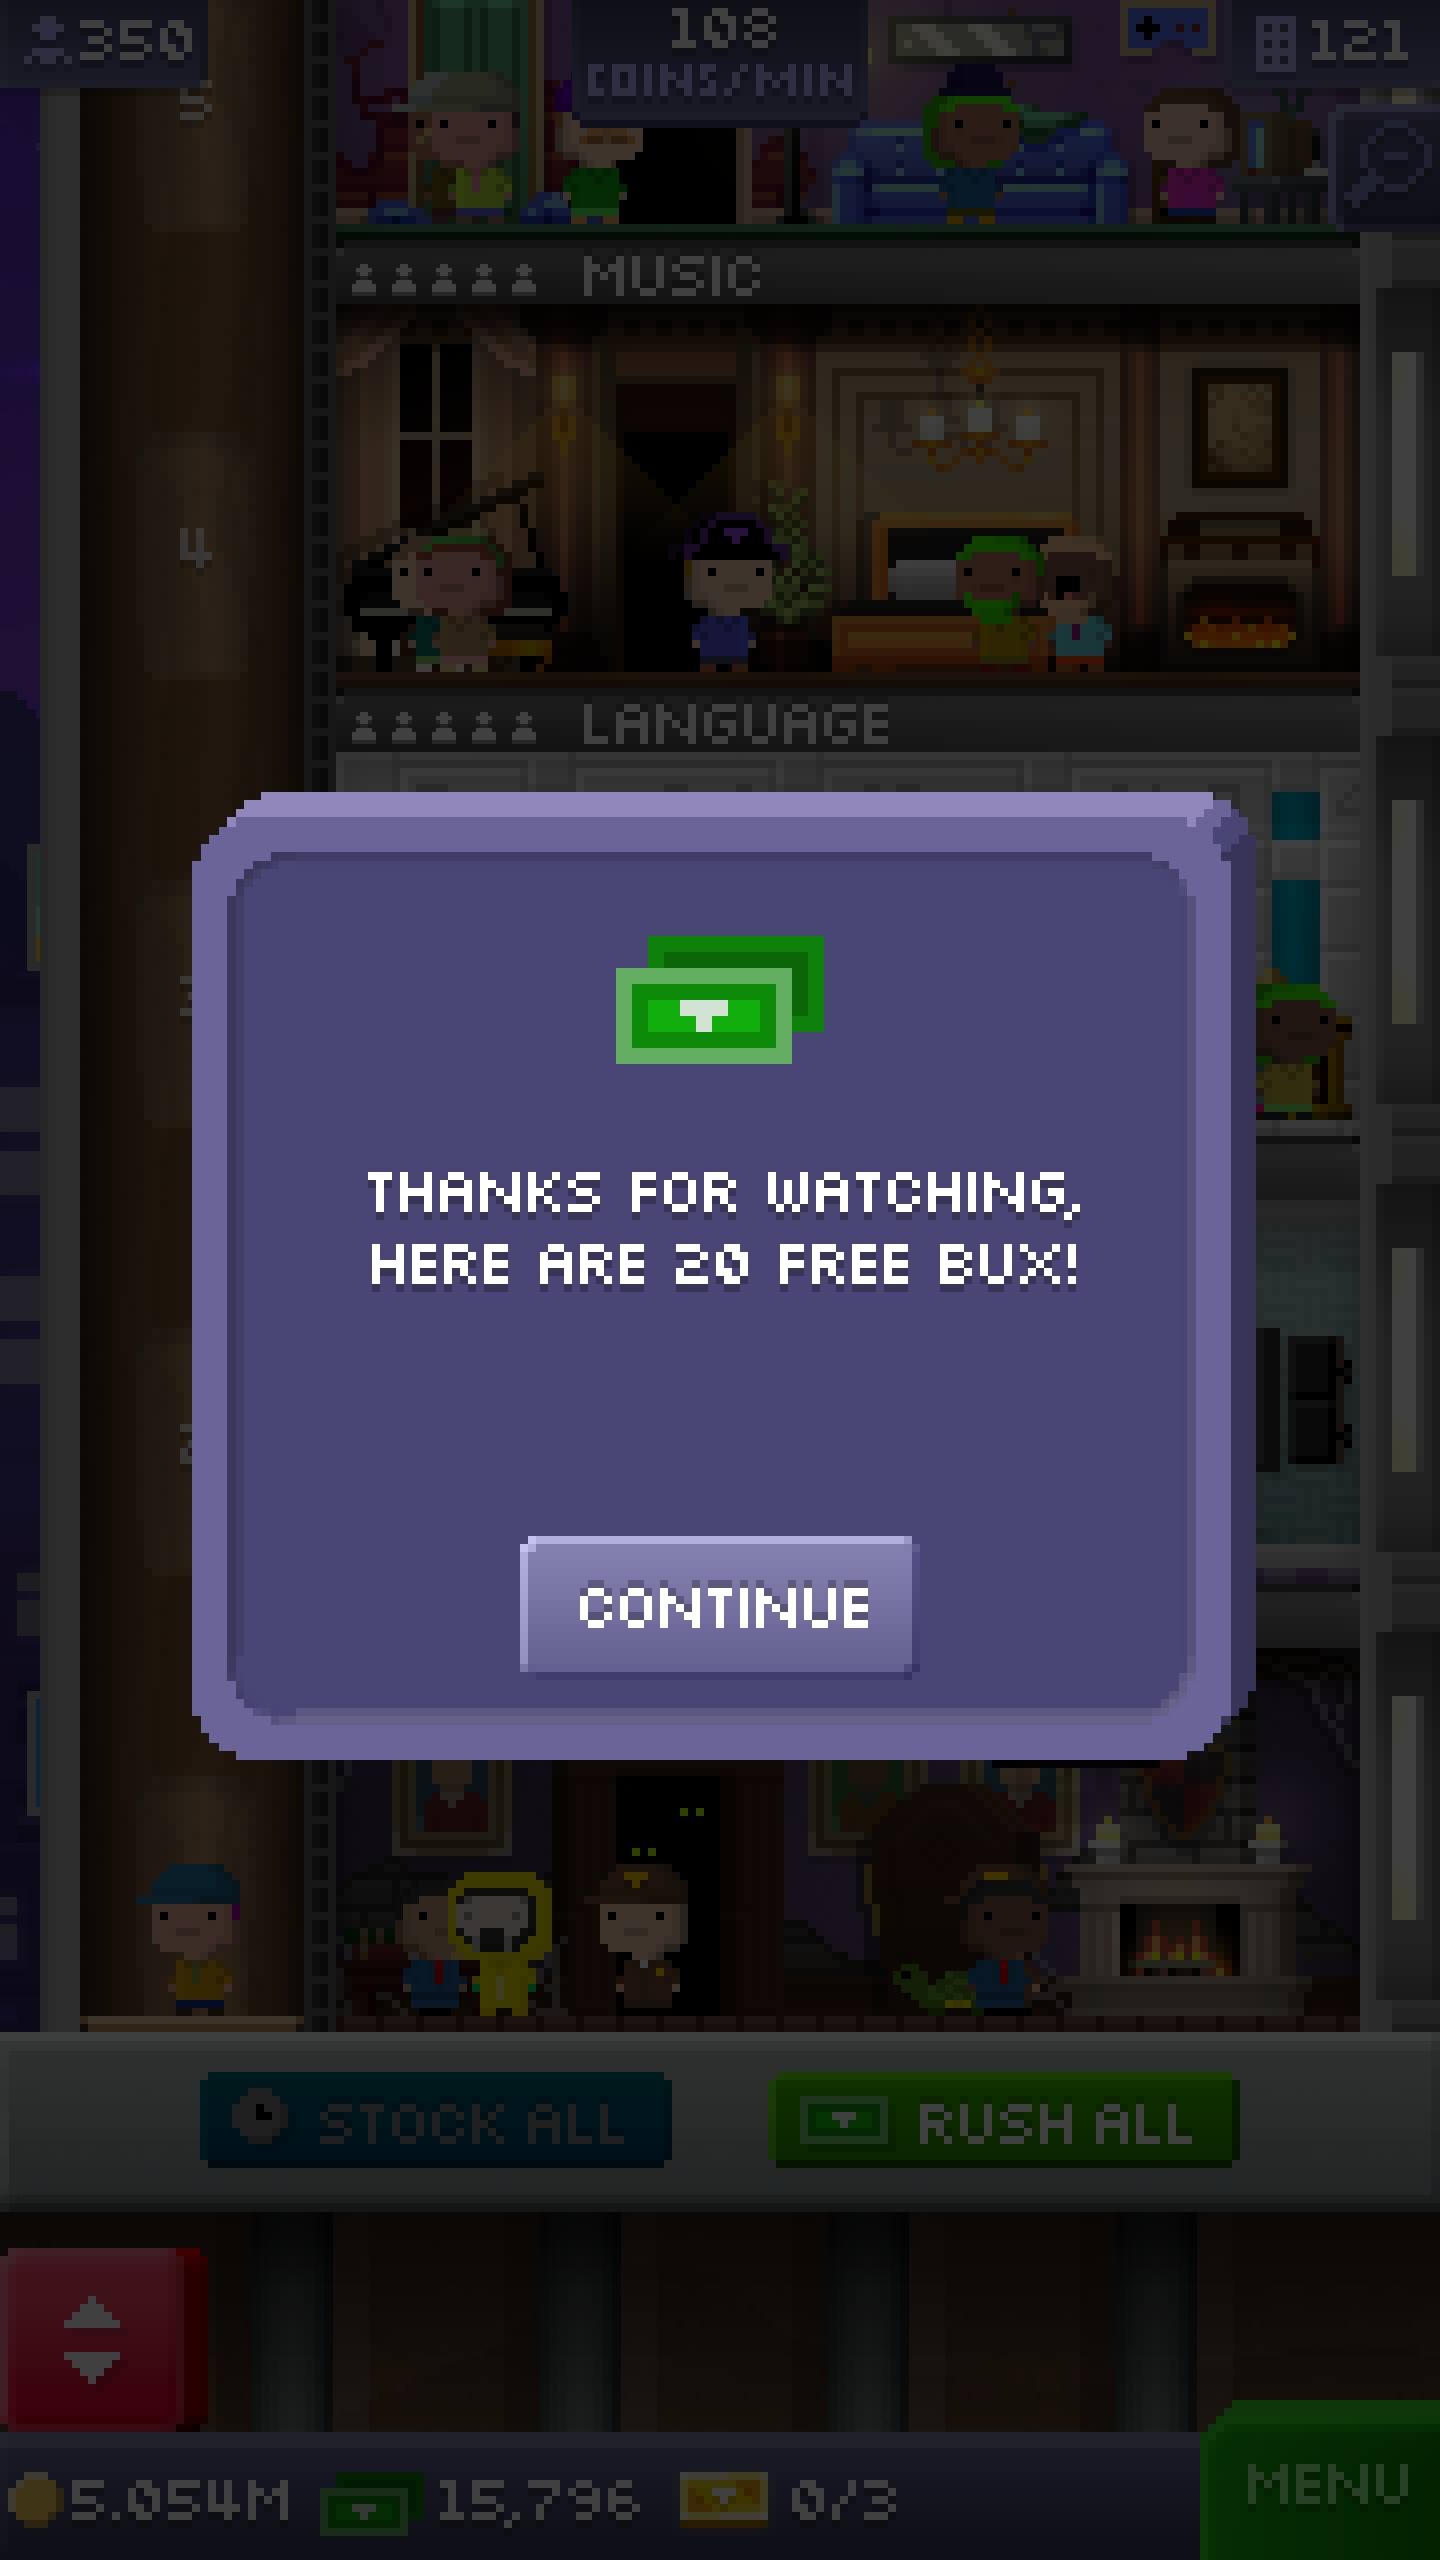 350
108
COINS/MIN
121
5
MUSIC
4
LANGUAGE
THANKS FOR WATCHING,
HERE ARE 20 FREE BUX!
CONTINUE
STOCK ALL
RUSH ALL
5.054M
15,796
0/3
MENU